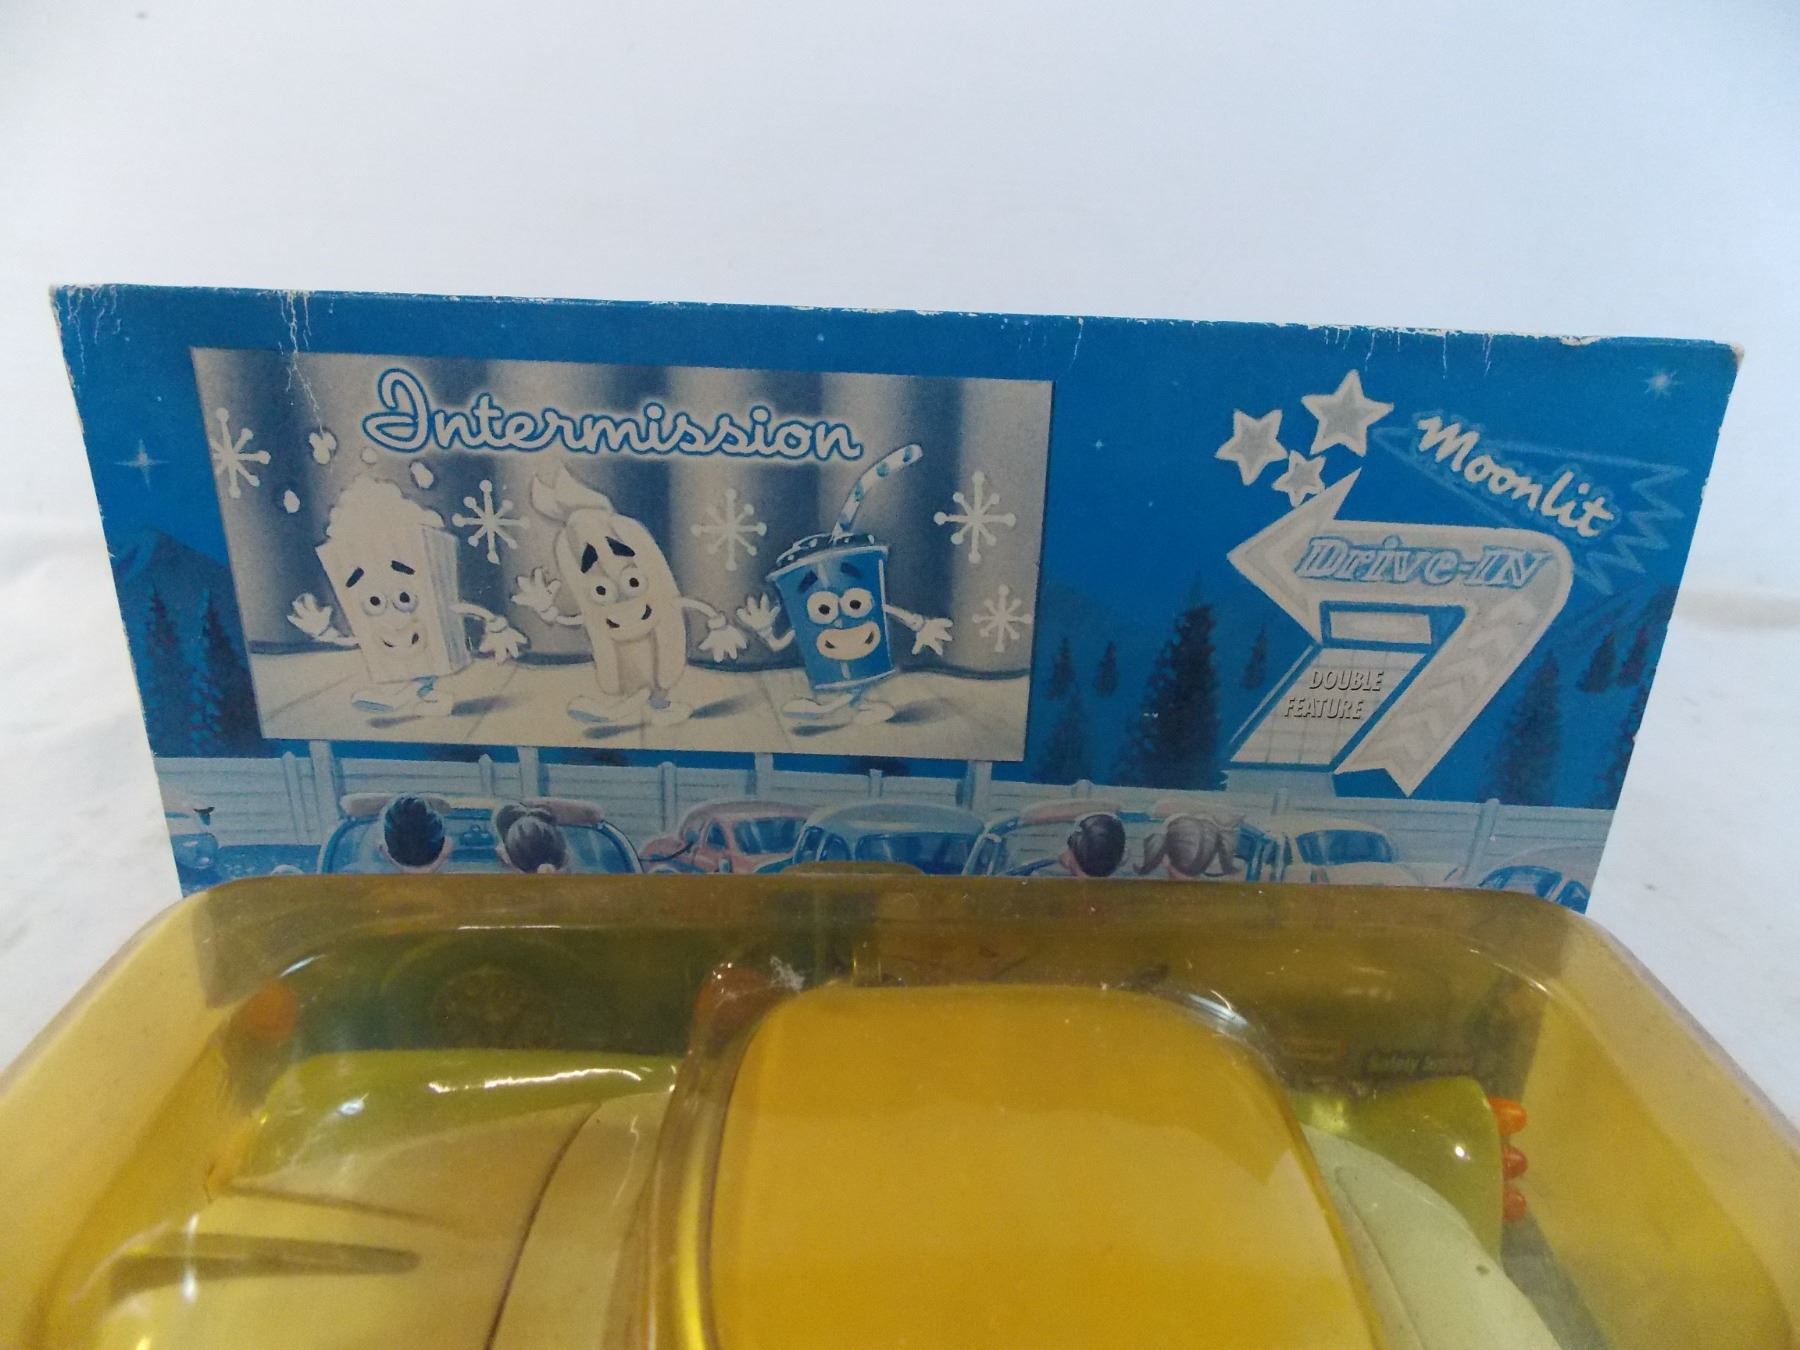 Intermission
Moonlit
Drive-IN
DOUBLE
FEATURE